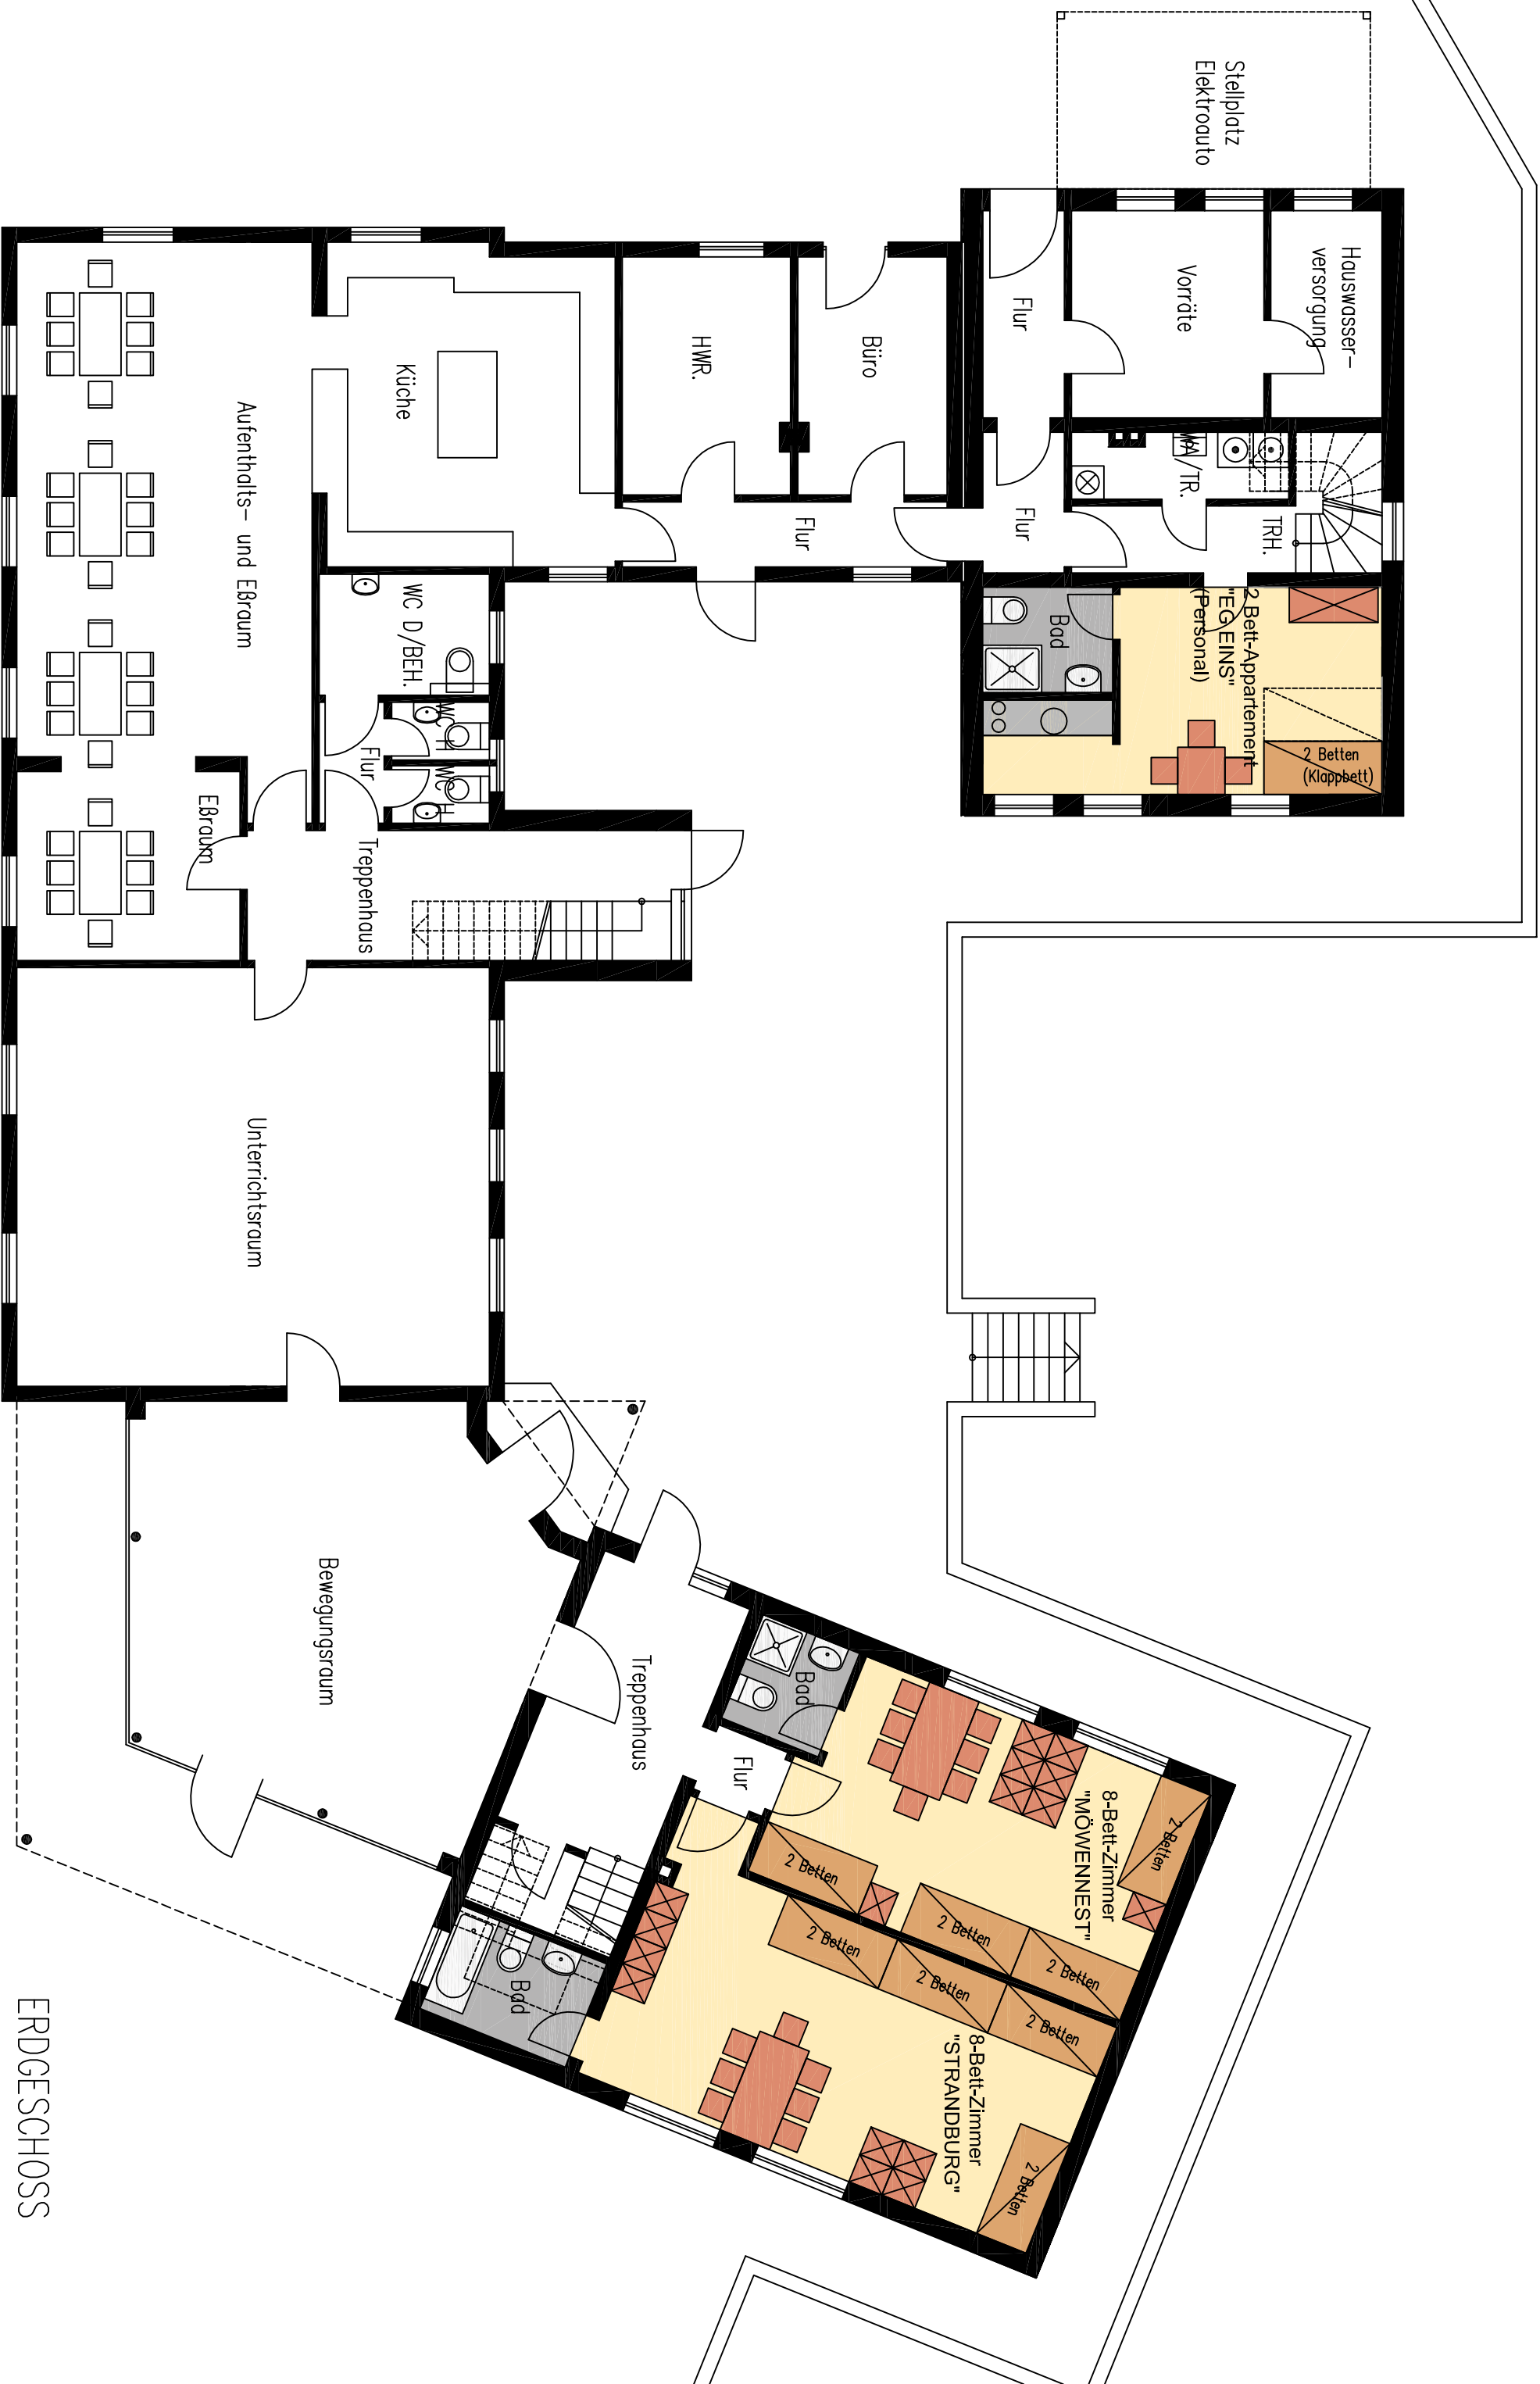 Stellplatz
Elektroauto
Hauswasser-
versorgung
Vorräte
Flur
Büro
HWR.
Küche
Aufenthalts- und Eßraum
WA/TR.
TRH.
Flur
Flur
2 Bett-Appartement
"EG EINS"
(Personal)
Bad
2 Betten
(Klappbett)
WC D/BEH.
WC H
WC H
Flur
Eßraum
Treppenhaus
Unterrichtsraum
Bewegungsraum
Treppenhaus
Bad
Flur
8-Bett-Zimmer
"MÖWENNEST"
2 Betten
2 Betten
2 Betten
2 Betten
2 Betten
2 Betten
2 Betten
Bad
8-Bett-Zimmer
"STRANDBURG"
2 Betten
ERDGESCHOSS